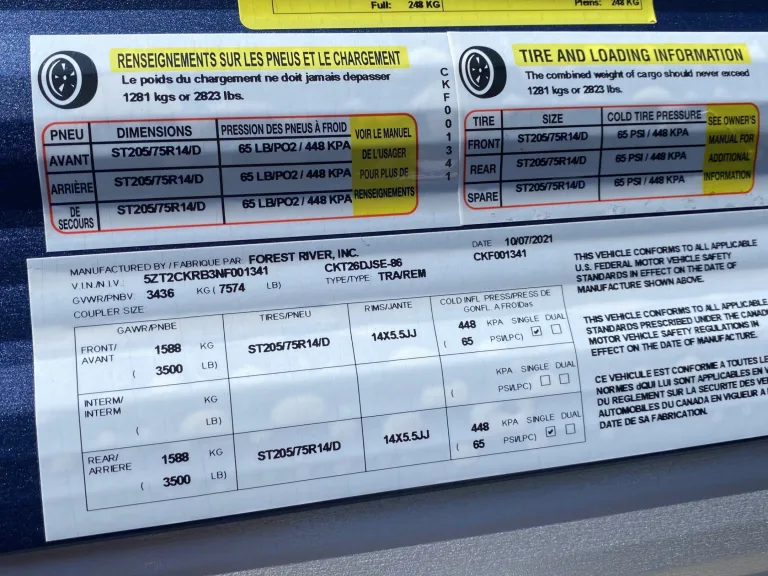 Full: 248 KG
Pleins: 248 KG
RENSEIGNEMENTS SUR LES PNEUS ET LE CHARGEMENT
Le poids du chargement ne doit jamais depasser
1281 kgs or 2823 lbs.
PNEU DIMENSIONS PRESSION DES PNEUS À FROID VOIR LE MANUEL
AVANT ST205/75R14/D 65 LB/PO2 / 448 KPA DE L'USAGER
ARRIÈRE ST205/75R14/D 65 LB/PO2 / 448 KPA POUR PLUS DE
DE SECOURS ST205/75R14/D 65 LB/PO2 / 448 KPA RENSEIGNEMENTS
CKF001341
TIRE AND LOADING INFORMATION
The combined weight of cargo should never exceed
1281 kgs or 2823 lbs.
TIRE SIZE COLD TIRE PRESSURE SEE OWNER'S
FRONT ST205/75R14/D 65 PSI / 448 KPA MANUAL FOR
REAR ST205/75R14/D 65 PSI / 448 KPA ADDITIONAL
SPARE ST205/75R14/D 65 PSI / 448 KPA INFORMATION
MANUFACTURED BY / FABRIQUE PAR: FOREST RIVER, INC. DATE 10/07/2021
V.I.N./N.I.V.: 5ZT2CKRB3NF001341 CKT26DJSE-86 CKF001341
GVWR/PNBV: 3436 KG ( 7574 LB) TYPE/TYPE: TRA/REM
COUPLER SIZE
GAWR/PNBE TIRES/PNEU RIMS/JANTE COLD INFL PRESS/PRESS DE
GONFL A FROIDas
FRONT/ AVANT 1588 KG ST205/75R14/D 14X5.5JJ 448 KPA SINGLE DUAL
( 3500 LB) ( 65 PSI/LPC)
INTERM/ INTERM KG KPA SINGLE DUAL
( LB) ( PSI/LPC)
REAR/ ARRIERE 1588 KG ST205/75R14/D 14X5.5JJ 448 KPA SINGLE DUAL
( 3500 LB) ( 65 PSI/LPC)
THIS VEHICLE CONFORMS TO ALL APPLICABLE
U.S. FEDERAL MOTOR VEHICLE SAFETY
STANDARDS IN EFFECT ON THE DATE OF
MANUFACTURE SHOWN ABOVE.
THIS VEHICLE CONFORMS TO ALL APPLICABLE
STANDARDS PRESCRIBED UNDER THE CANAD
MOTOR VEHICLE SAFETY REGULATIONS IN
EFFECT ON THE DATE OF MANUFACTURE.
CE VEHICULE EST CONFORME A TOUTES LE
NORMES dQUI LUI SONT APPLICABLES EN V
DU REGLEMENT SUR LA SECURITE DES VE
AUTOMOBILES DU CANADA EN VIGUEUR A
DATE DE SA FABRICATION.